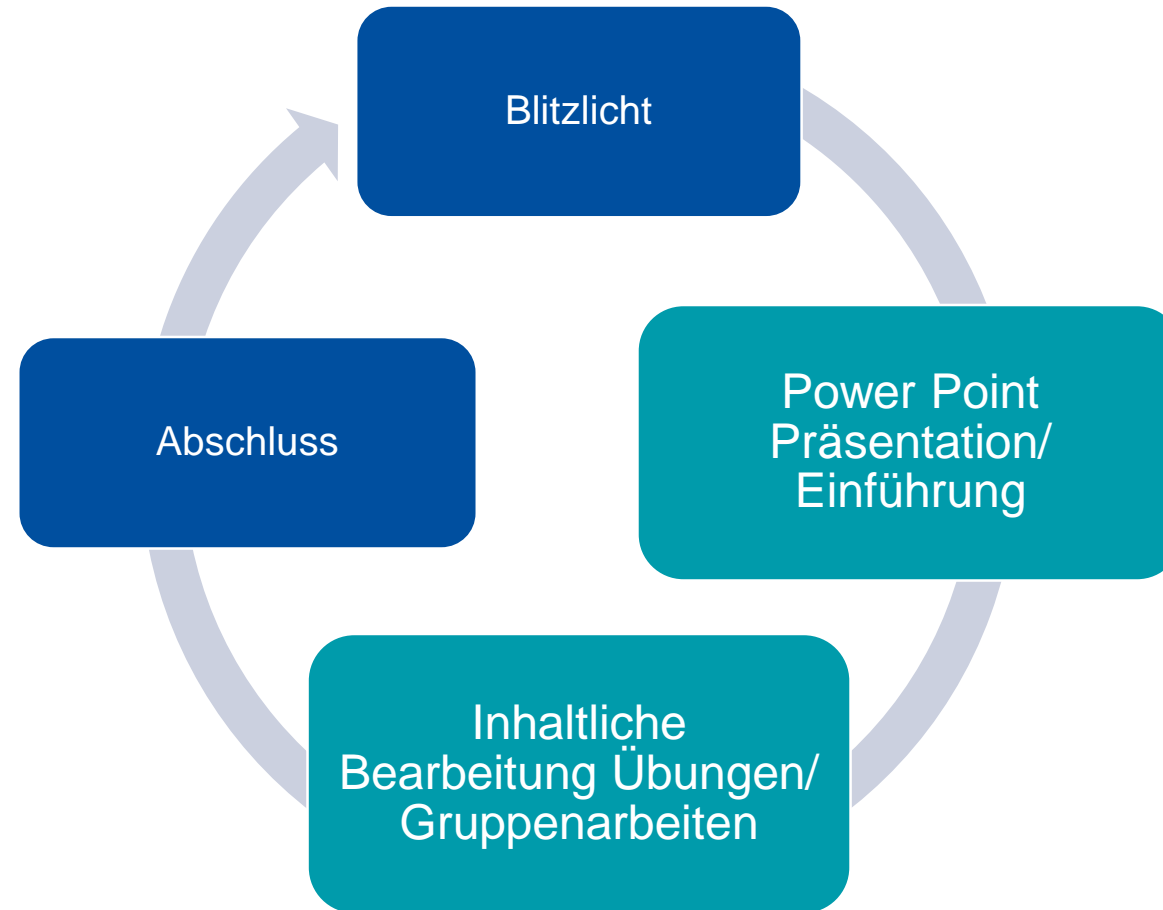 Blitzlicht
Power Point
Präsentation/
Einführung
Inhaltliche
Bearbeitung Übungen/
Gruppenarbeiten
Abschluss